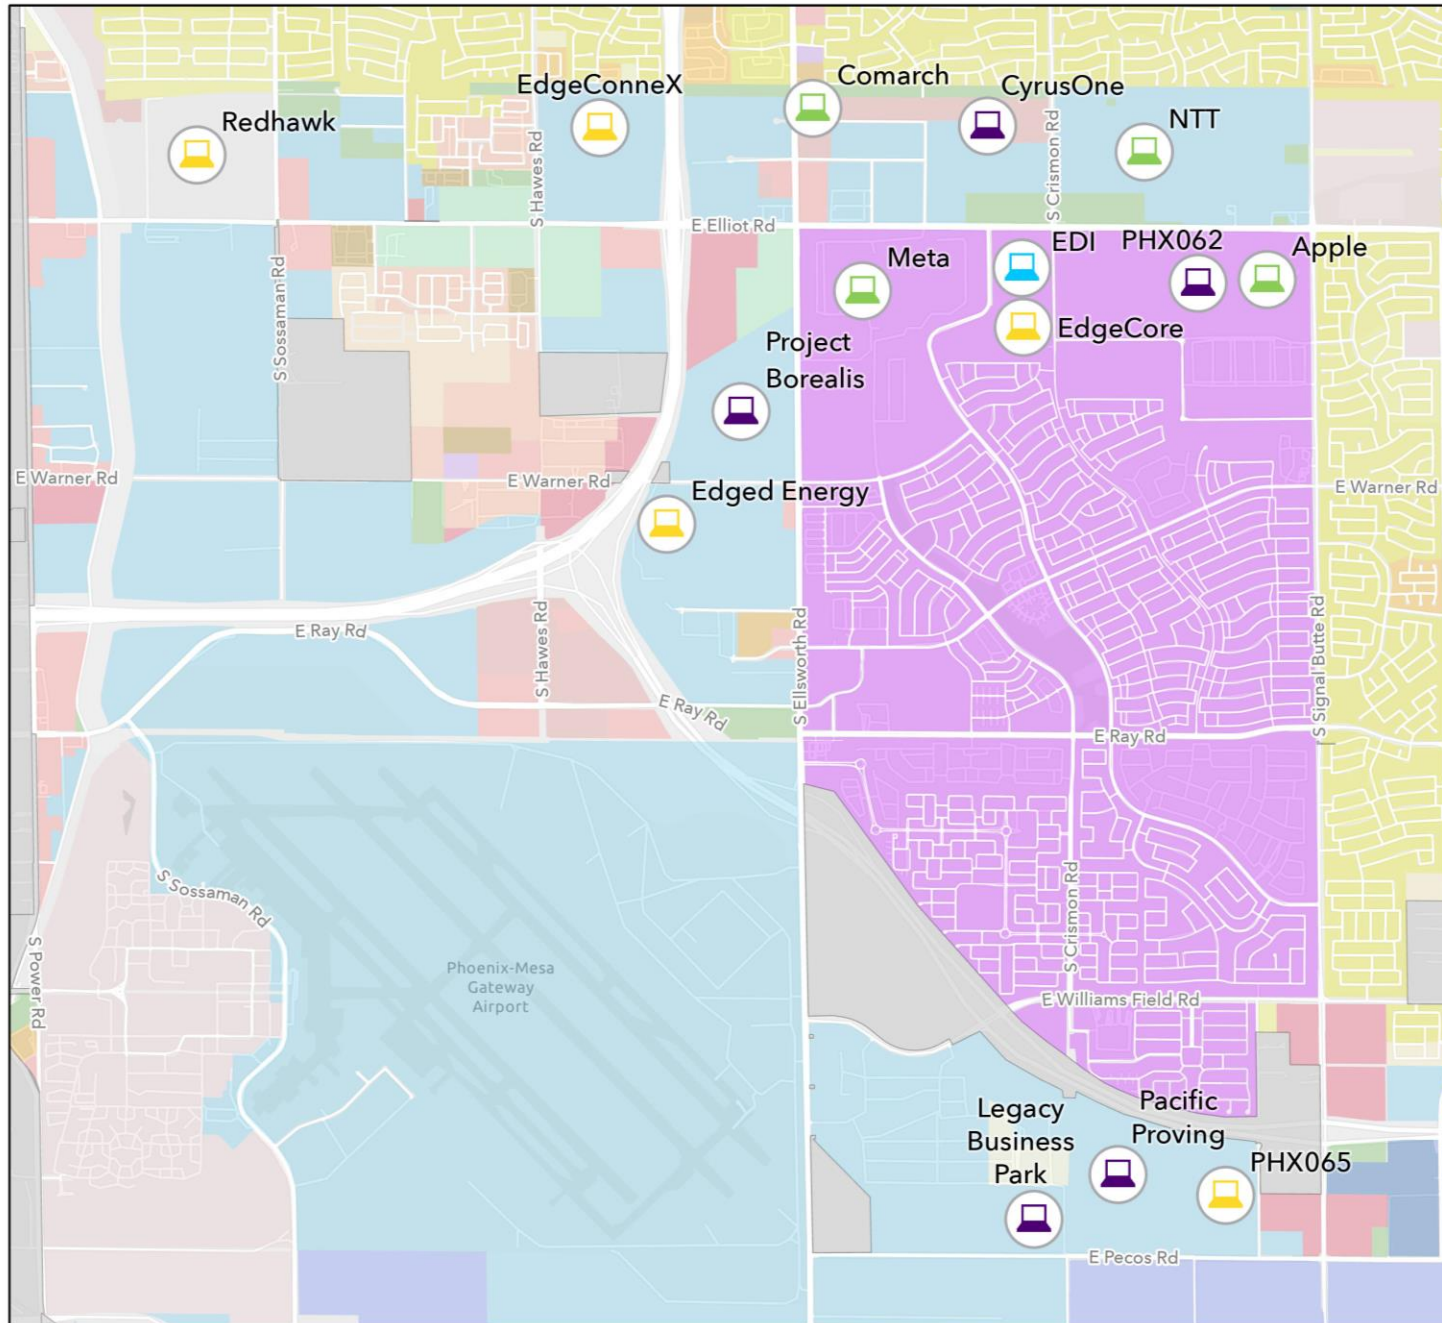 EdgeConneX
Comarch
CyrusOne
Redhawk
NTT
S Hawes Rd
S Crismon Rd
E Elliot Rd
EDI
PHX062
Apple
Meta
S Sossaman Rd
EdgeCore
Project
Borealis
E Warner Rd
E Warner Rd
E Warner Rd
Edged Energy
E Ray Rd
S Hawes Rd
S Ellsworth Rd
S Signal Butte Rd
E Ray Rd
E Ray Rd
S Sossaman Rd
S Crismon Rd
S Power Rd
Phoenix-Mesa
Gateway
Airport
E Williams Field Rd
Legacy
Business
Park
Pacific
Proving
PHX065
E Pecos Rd